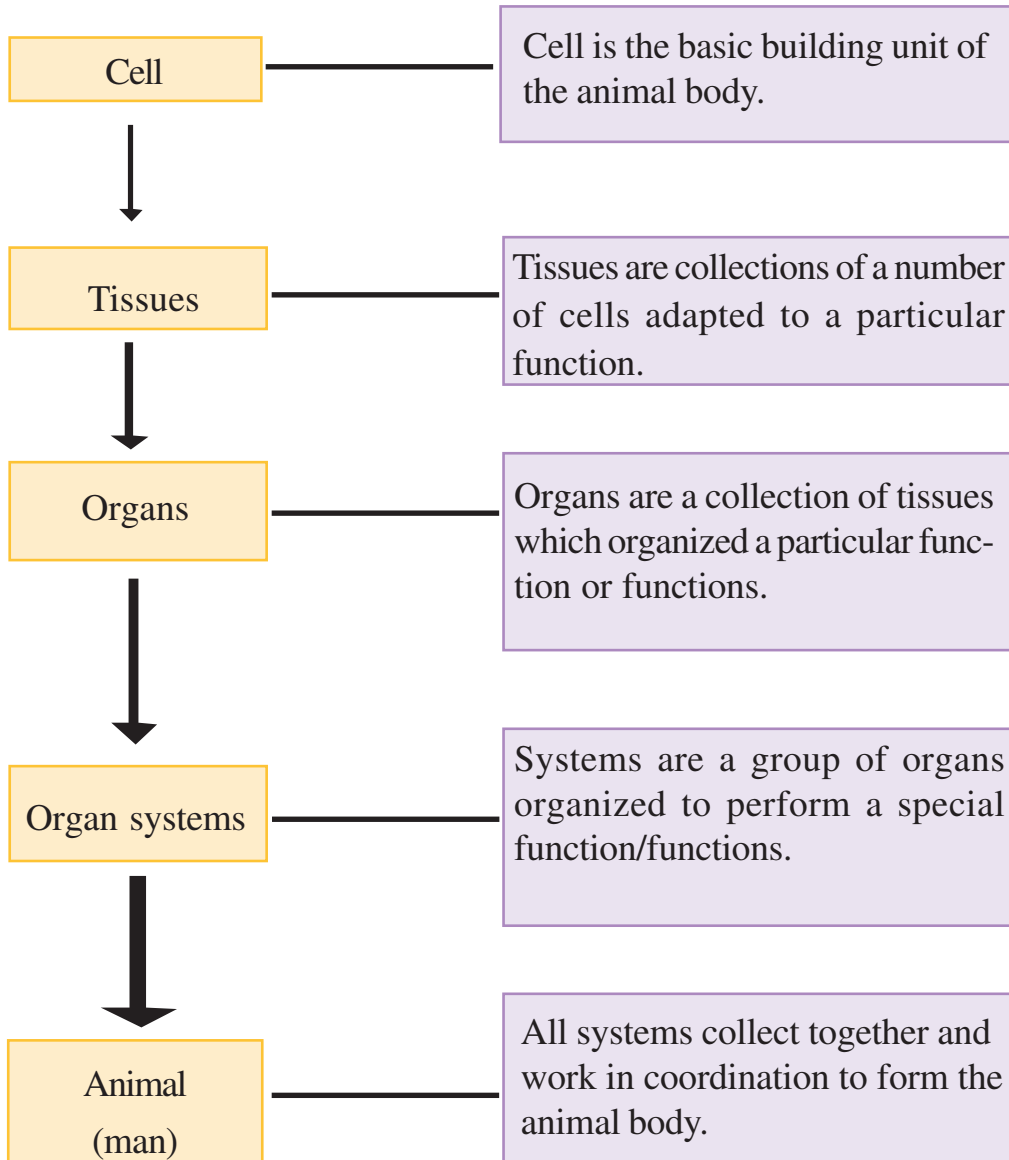 Cell
Cell is the basic building unit of
the animal body.
Tissues
Tissues are collections of a number
of cells adapted to a particular
function.
Organs
Organs are a collection of tissues
which organized a particular func-
tion or functions.
Organ systems
Systems are a group of organs
organized to perform a special
function/functions.
Animal
(man)
All systems collect together and
work in coordination to form the
animal body.